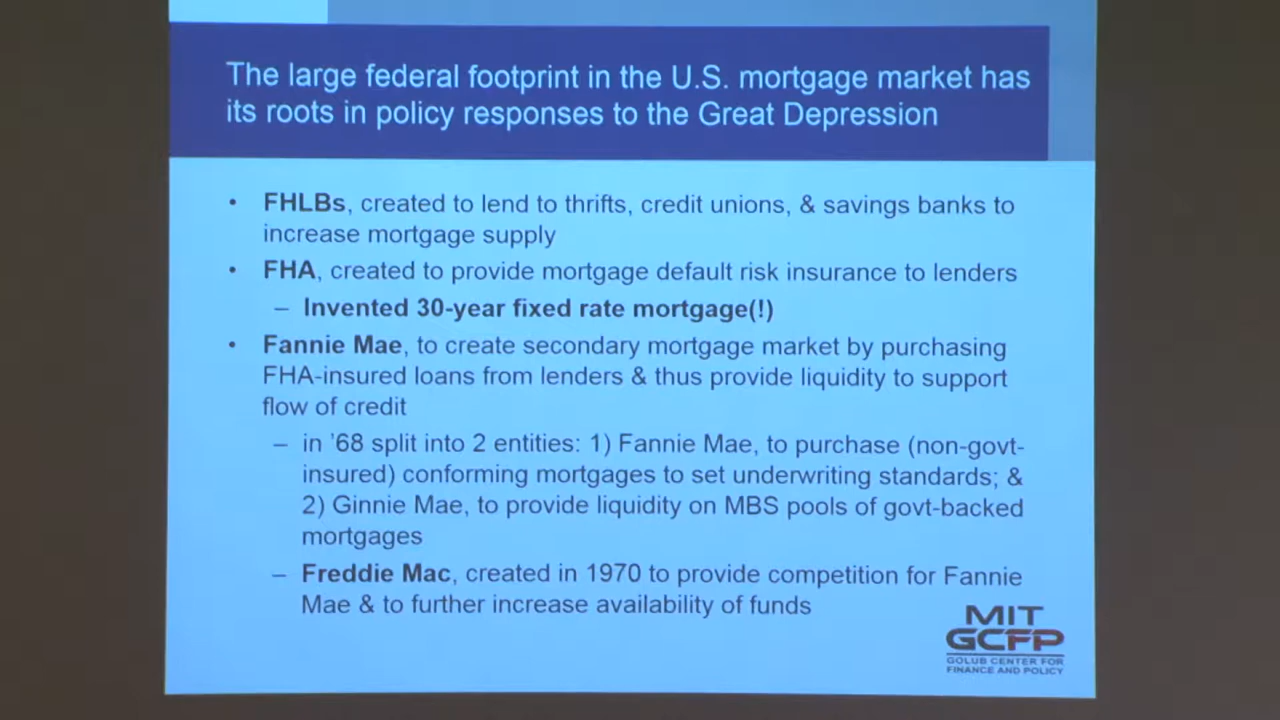 The large federal footprint in the U.S. mortgage market has
its roots in policy responses to the Great Depression
• FHLBs, created to lend to thrifts, credit unions, & savings banks to
increase mortgage supply
• FHA, created to provide mortgage default risk insurance to lenders
– Invented 30-year fixed rate mortgage(!)
• Fannie Mae, to create secondary mortgage market by purchasing
FHA-insured loans from lenders & thus provide liquidity to support
flow of credit
– in ’68 split into 2 entities: 1) Fannie Mae, to purchase (non-govt-
insured) conforming mortgages to set underwriting standards; &
2) Ginnie Mae, to provide liquidity on MBS pools of govt-backed
mortgages
– Freddie Mac, created in 1970 to provide competition for Fannie
Mae & to further increase availability of funds
MIT
GCFP
GOLUB CENTER FOR
FINANCE AND POLICY